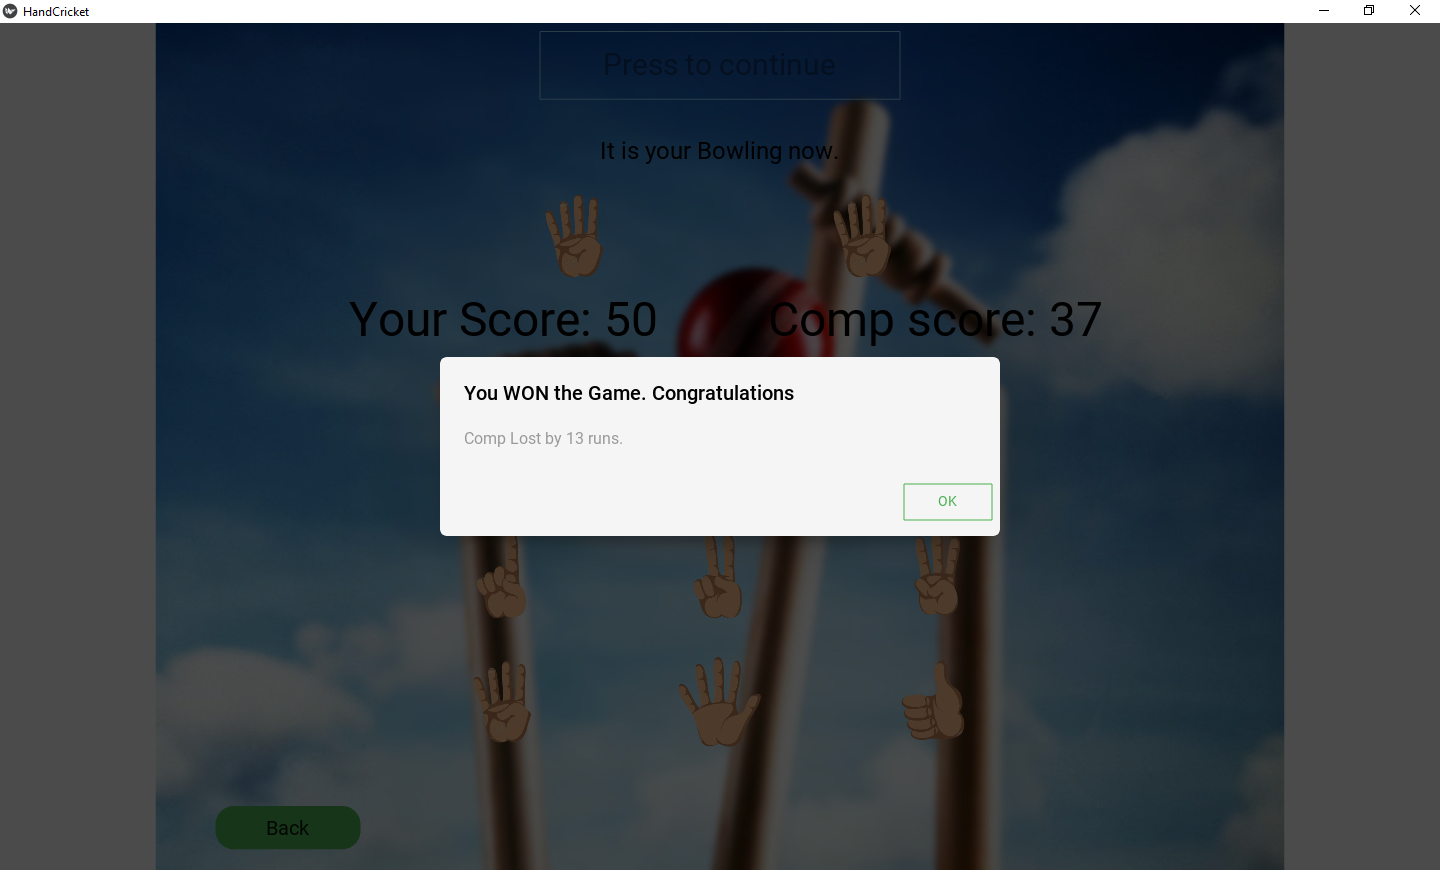 HandCricket
Press to continue
It is your Bowling now.
Your Score: 50
Comp score: 37
You WON the Game. Congratulations
Comp Lost by 13 runs.
OK
Back